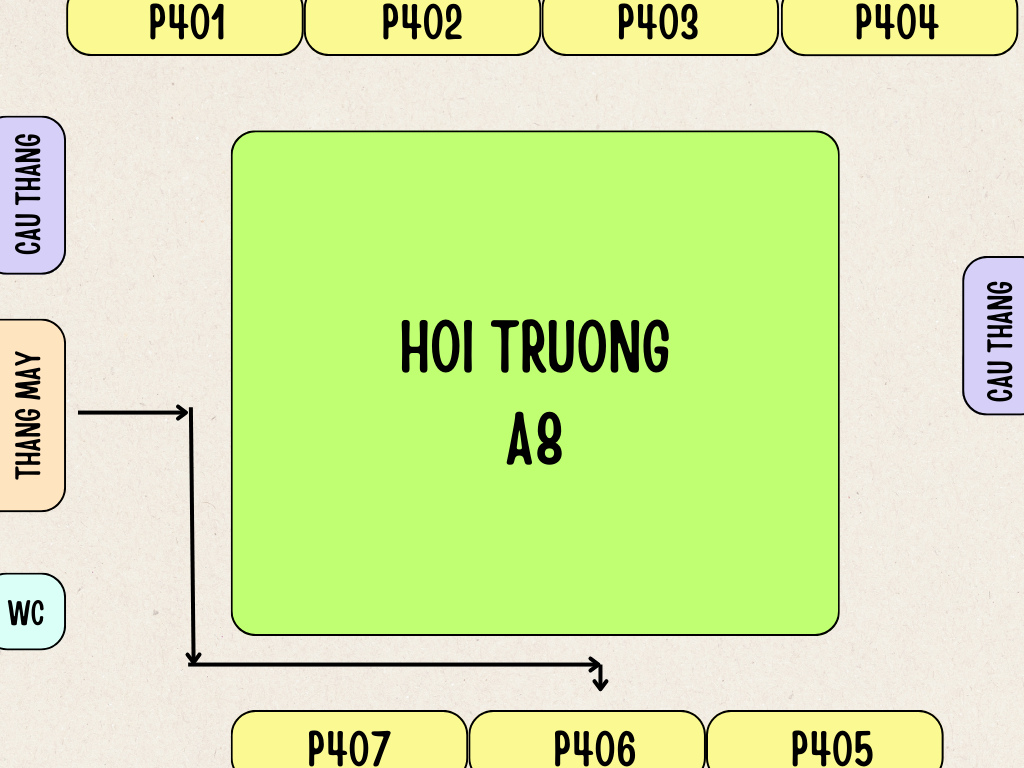 P401
P402
P403
P404
CAU THANG
HOI TRUONG
A8
CAU THANG
THANG MAY
WC
P407
P406
P405